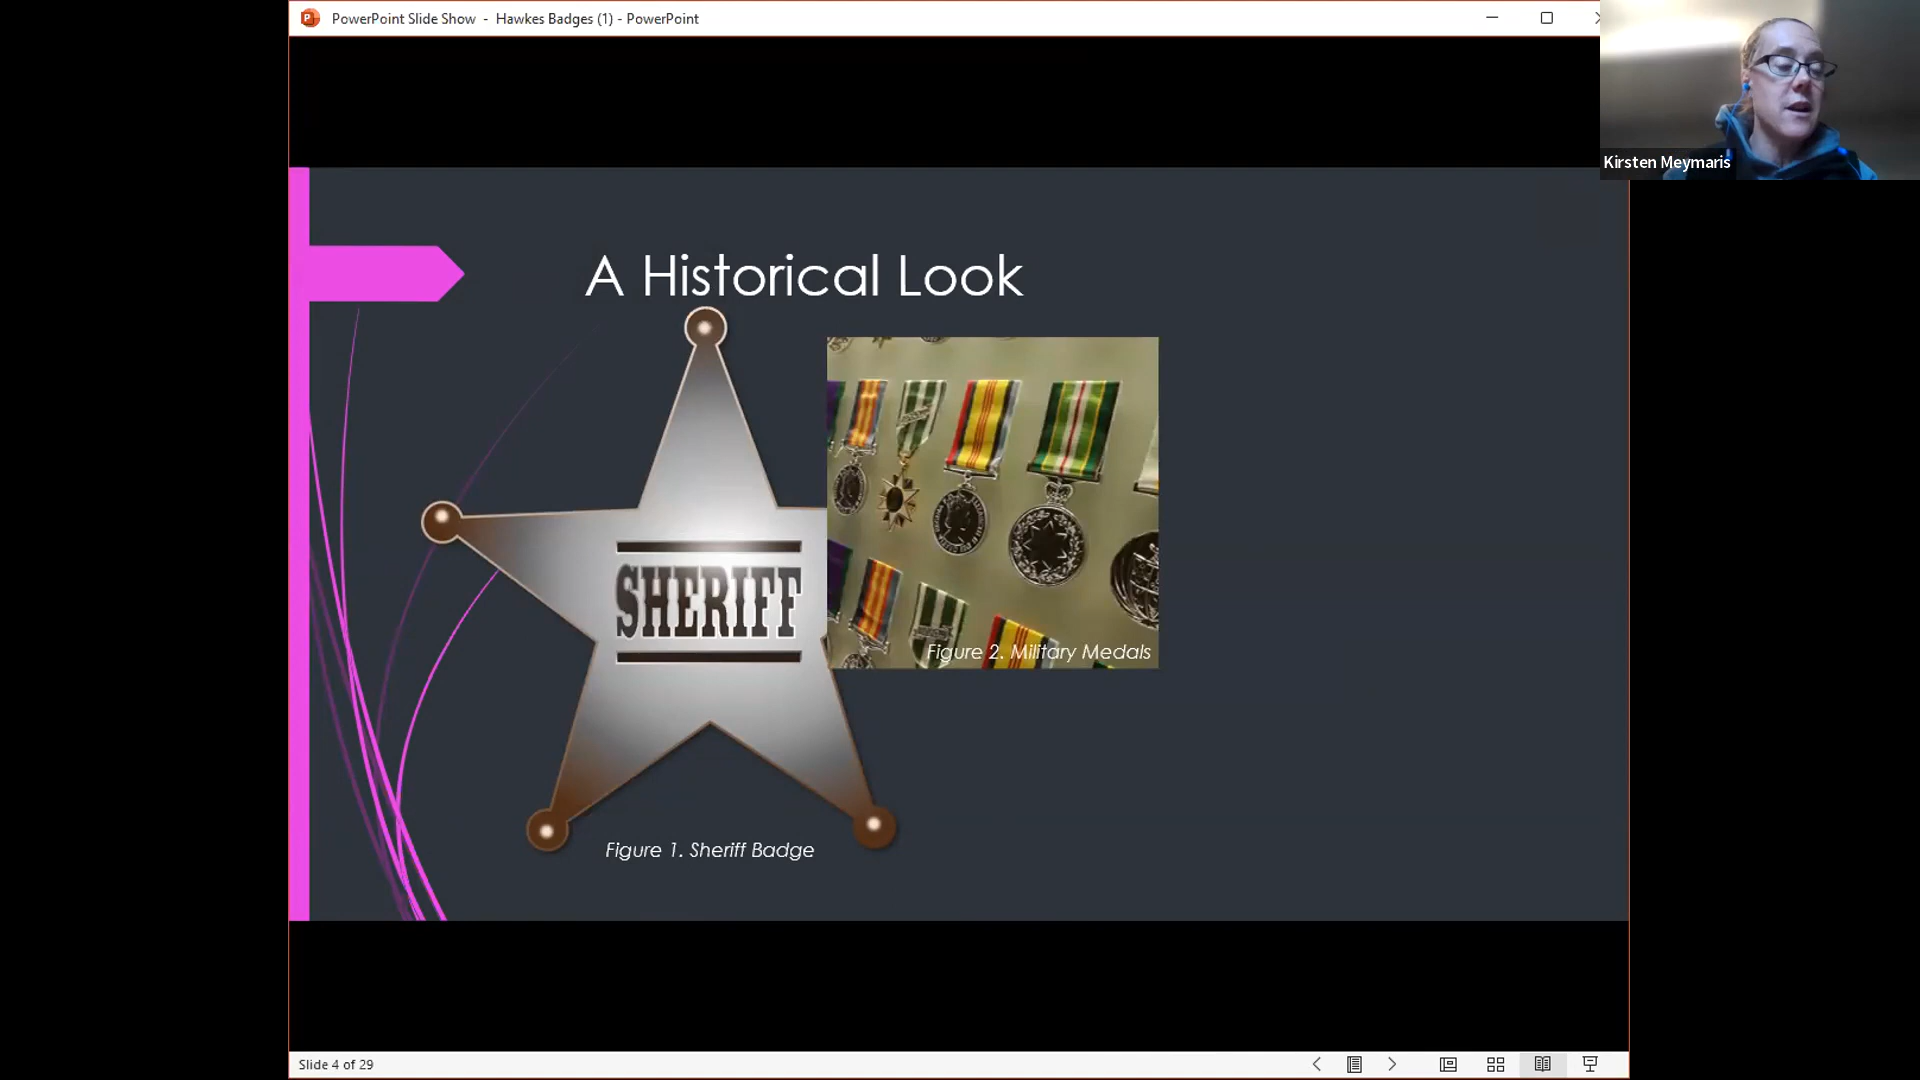 PowerPoint Slide Show - Hawkes Badges (1) - PowerPoint
Kirsten Meymaris
A Historical Look
SHERIFF
Figure 2. Military Medals
Figure 1. Sheriff Badge
Slide 4 of 29